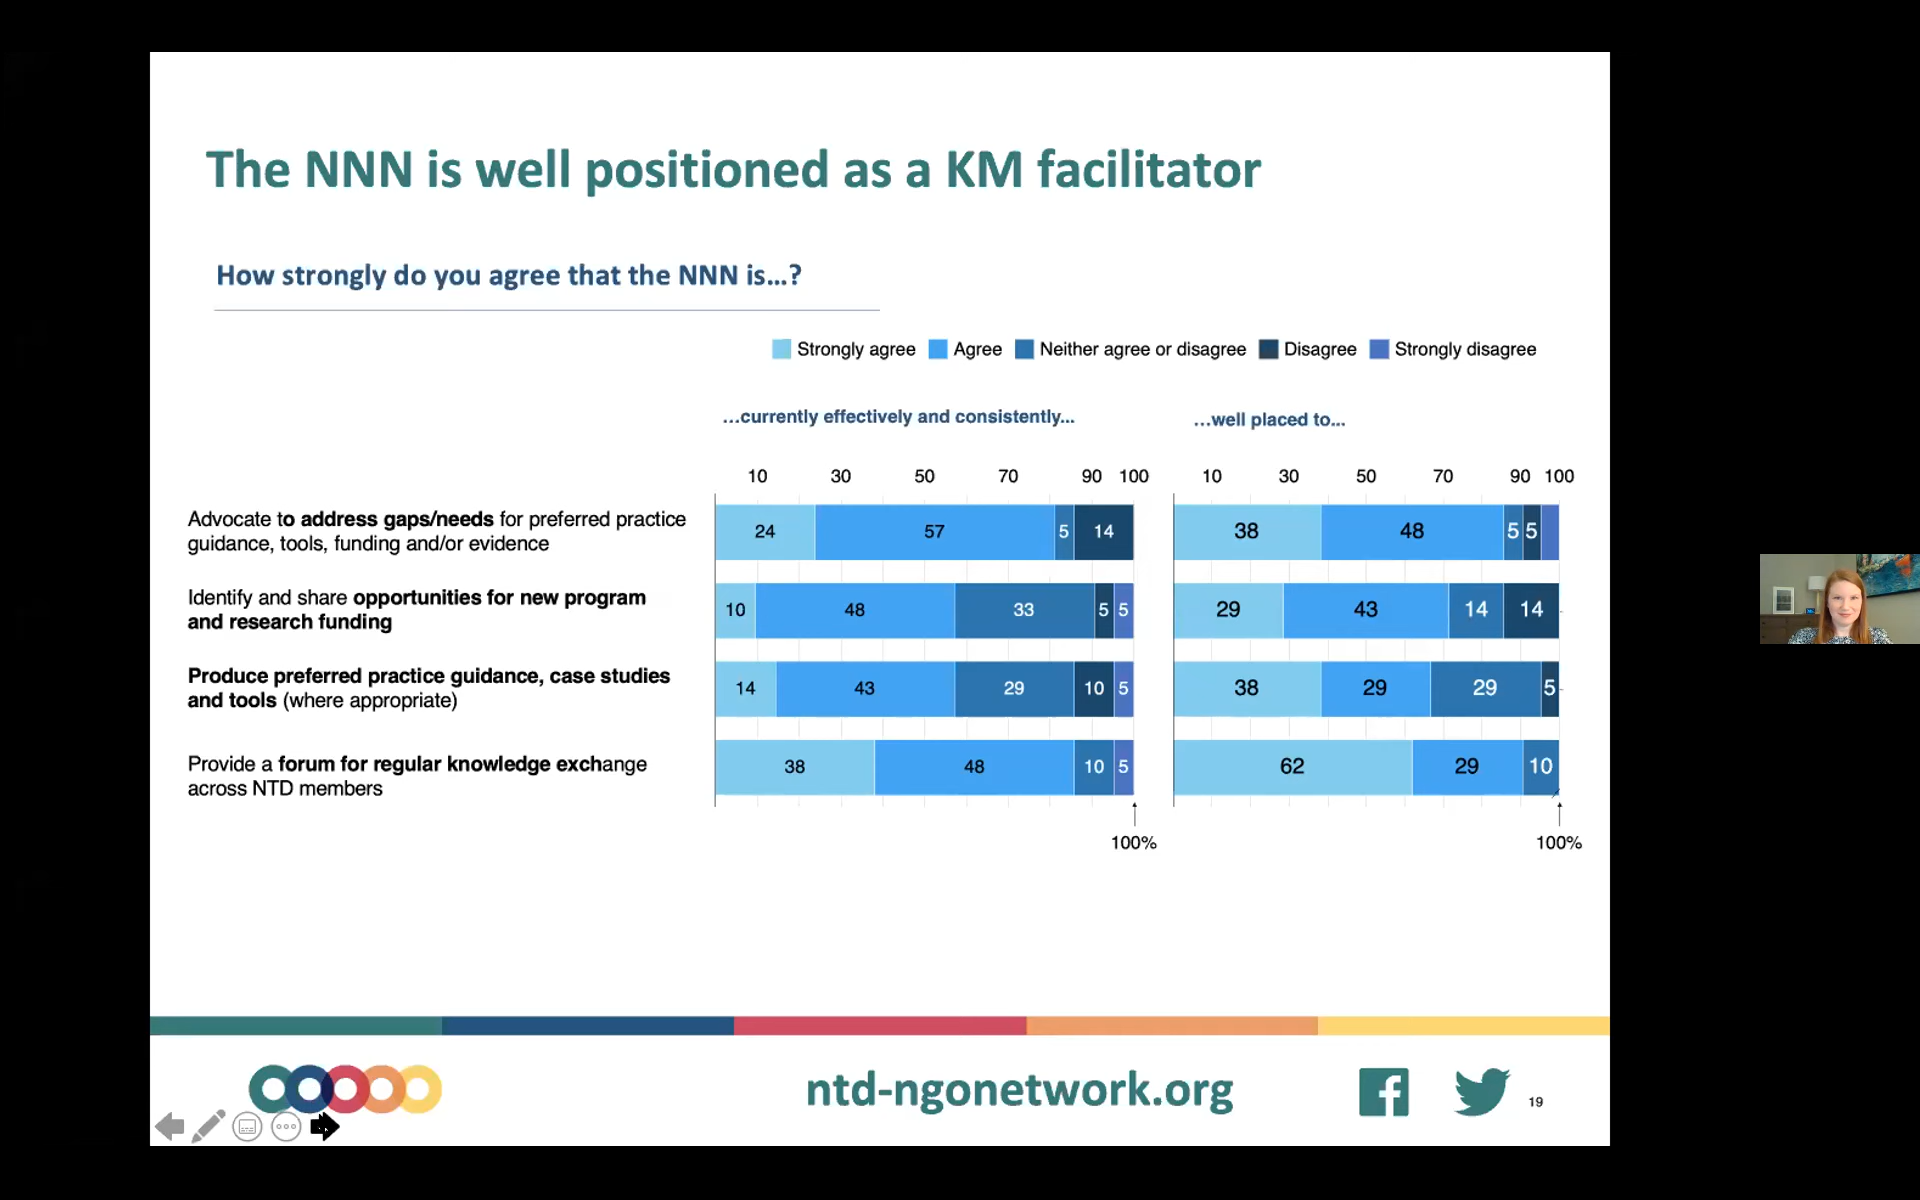 The NNN is well positioned as a KM facilitator
How strongly do you agree that the NNN is...?
Strongly agree Agree Neither agree or disagree Disagree Strongly disagree
...currently effectively and consistently...
...well placed to...
10 30 50 70 90 100
10 30 50 70 90 100
Advocate to address gaps/needs for preferred practice
guidance, tools, funding and/or evidence
24 57 5 14
38 48 5 5
Identify and share opportunities for new program
and research funding
10 48 33 5 5
29 43 14 14
Produce preferred practice guidance, case studies
and tools (where appropriate)
14 43 29 10 5
38 29 29 5
Provide a forum for regular knowledge exchange
across NTD members
38 48 10 5
62 29 10
100%
100%
ntd-ngonetwork.org
19